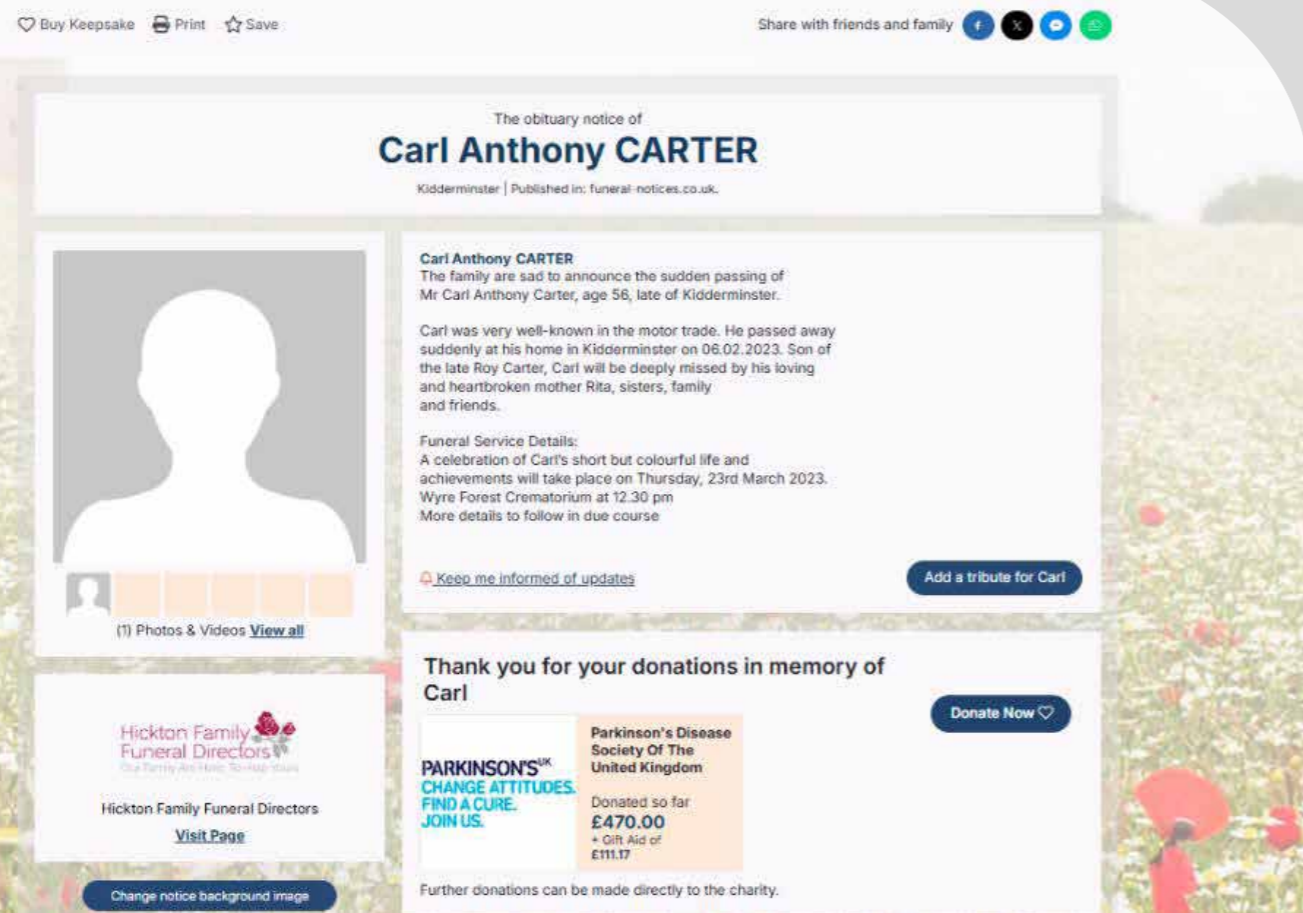 Buy Keepsake Print Save
Share with friends and family
The obituary notice of
Carl Anthony CARTER
Kidderminster | Published in: funeral-notices.co.uk.
Carl Anthony CARTER
The family are sad to announce the sudden passing of
Mr Carl Anthony Carter, age 56, late of Kidderminster.
Carl was very well-known in the motor trade. He passed away
suddenly at his home in Kidderminster on 06.02.2023. Son of
the late Roy Carter, Carl will be deeply missed by his loving
and heartbroken mother Rita, sisters, family
and friends.
Funeral Service Details:
A celebration of Carl's short but colourful life and
achievements will take place on Thursday, 23rd March 2023.
Wyre Forest Crematorium at 12.30 pm
More details to follow in due course
Keep me informed of updates
Add a tribute for Carl
(1) Photos & Videos View all
Hickton Family
Funeral Directors
Our Family Are Here To Help Yours
Hickton Family Funeral Directors
Visit Page
Change notice background image
Thank you for your donations in memory of
Carl
Donate Now
PARKINSON'S UK
CHANGE ATTITUDES.
FIND A CURE.
JOIN US.
Parkinson's Disease
Society Of The
United Kingdom
Donated so far
£470.00
+ Gift Aid of
£111.17
Further donations can be made directly to the charity.